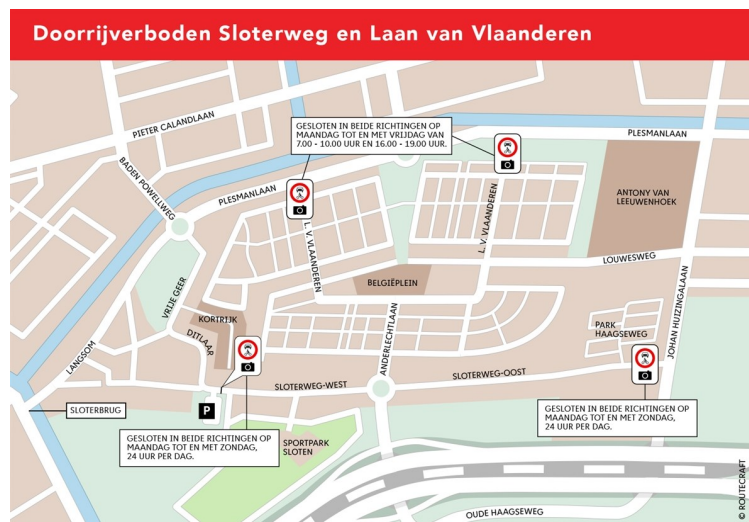 Doorrijverboden Sloterweg en Laan van Vlaanderen
PIETER CALANDLAAN
GESLOTEN IN BEIDE RICHTINGEN OP
MAANDAG TOT EN MET VRIJDAG VAN
7.00 - 10.00 UUR EN 16.00 - 19.00 UUR.
PLESMANLAAN
BADEN POWELLWEG
PLESMANLAAN
ANTONY VAN
LEEUWENHOEK
L. V. VLAANDEREN
L. V. VLAANDEREN
LOUWESWEG
BELGIËPLEIN
VRIJE GEER
KORTRIJK
DITLAAR
LANGSOM
ANDERLECHTLAAN
PARK
HAAGSEWEG
JOHAN HUIZINGALAAN
SLOTERWEG-WEST
SLOTERWEG-OOST
SLOTERBRUG
P
GESLOTEN IN BEIDE RICHTINGEN OP
MAANDAG TOT EN MET ZONDAG,
24 UUR PER DAG.
SPORTPARK
SLOTEN
GESLOTEN IN BEIDE RICHTINGEN OP
MAANDAG TOT EN MET ZONDAG,
24 UUR PER DAG.
OUDE HAAGSEWEG
© ROUTECRAFT